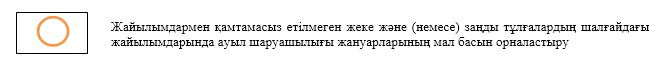 Жайылымдармен қамтамасыз етілмеген жеке және (немесе) заңды тұлғалардың шалғайдағы
жайылымдарында ауыл шаруашылығы жануарларының мал басын орналастыру